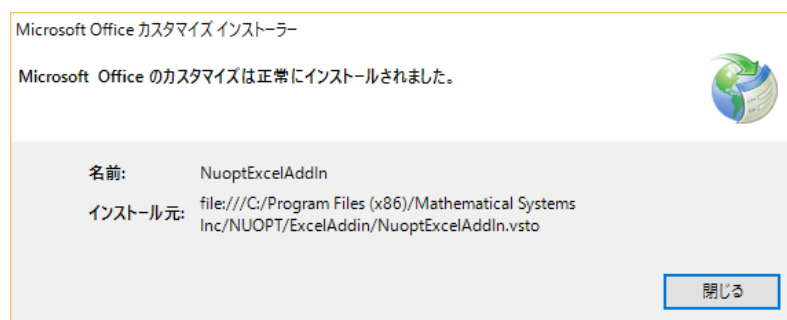 Microsoft Office カスタマイズ インストーラー
Microsoft Office のカスタマイズは正常にインストールされました。
名前: NuoptExcelAddIn
インストール元: file:///C:/Program Files (x86)/Mathematical Systems
Inc/NUOPT/ExcelAddin/NuoptExcelAddIn.vsto
閉じる